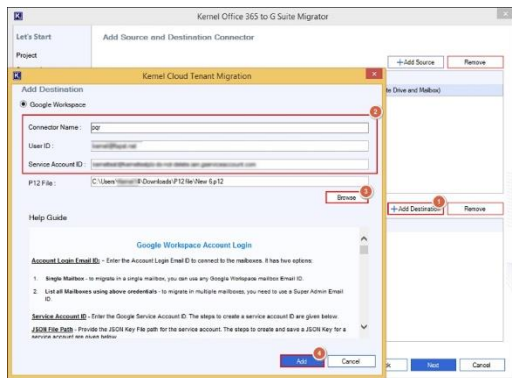 Kernel Office 365 to G Suite Migrator
Let's Start
Add Source and Destination Connector
Project
+Add Source
Remove
Kernel Cloud Tenant Migration
Add Destination
e Drive and Mailbox)
Google Workspace
2
Connector Name :
pqr
User ID :
Service Account ID :
P12 File :
C:\Users\ \Downloads\P12 file\New 6.p12
3
Browse
1
+Add Destination
Remove
Help Guide
Google Workspace Account Login
Account Login Email ID: - Enter the Account Login Email ID to connect to the mailboxes. It has two options:
1. Single Mailbox - to migrate in a single mailbox, you can use any Google Workspace mailbox Email ID.
2. List all Mailboxes using above credentials - to migrate in multiple mailboxes, you need to use a Super Admin Email
ID.
Service Account ID - Enter the Google Service Account ID. The steps to create a service account ID are given below.
JSON File Path - Provide the JSON Key File path for the service account. The steps to create and save a JSON Key for a
service account are given below.
4
Add
Cancel
Next
Cancel